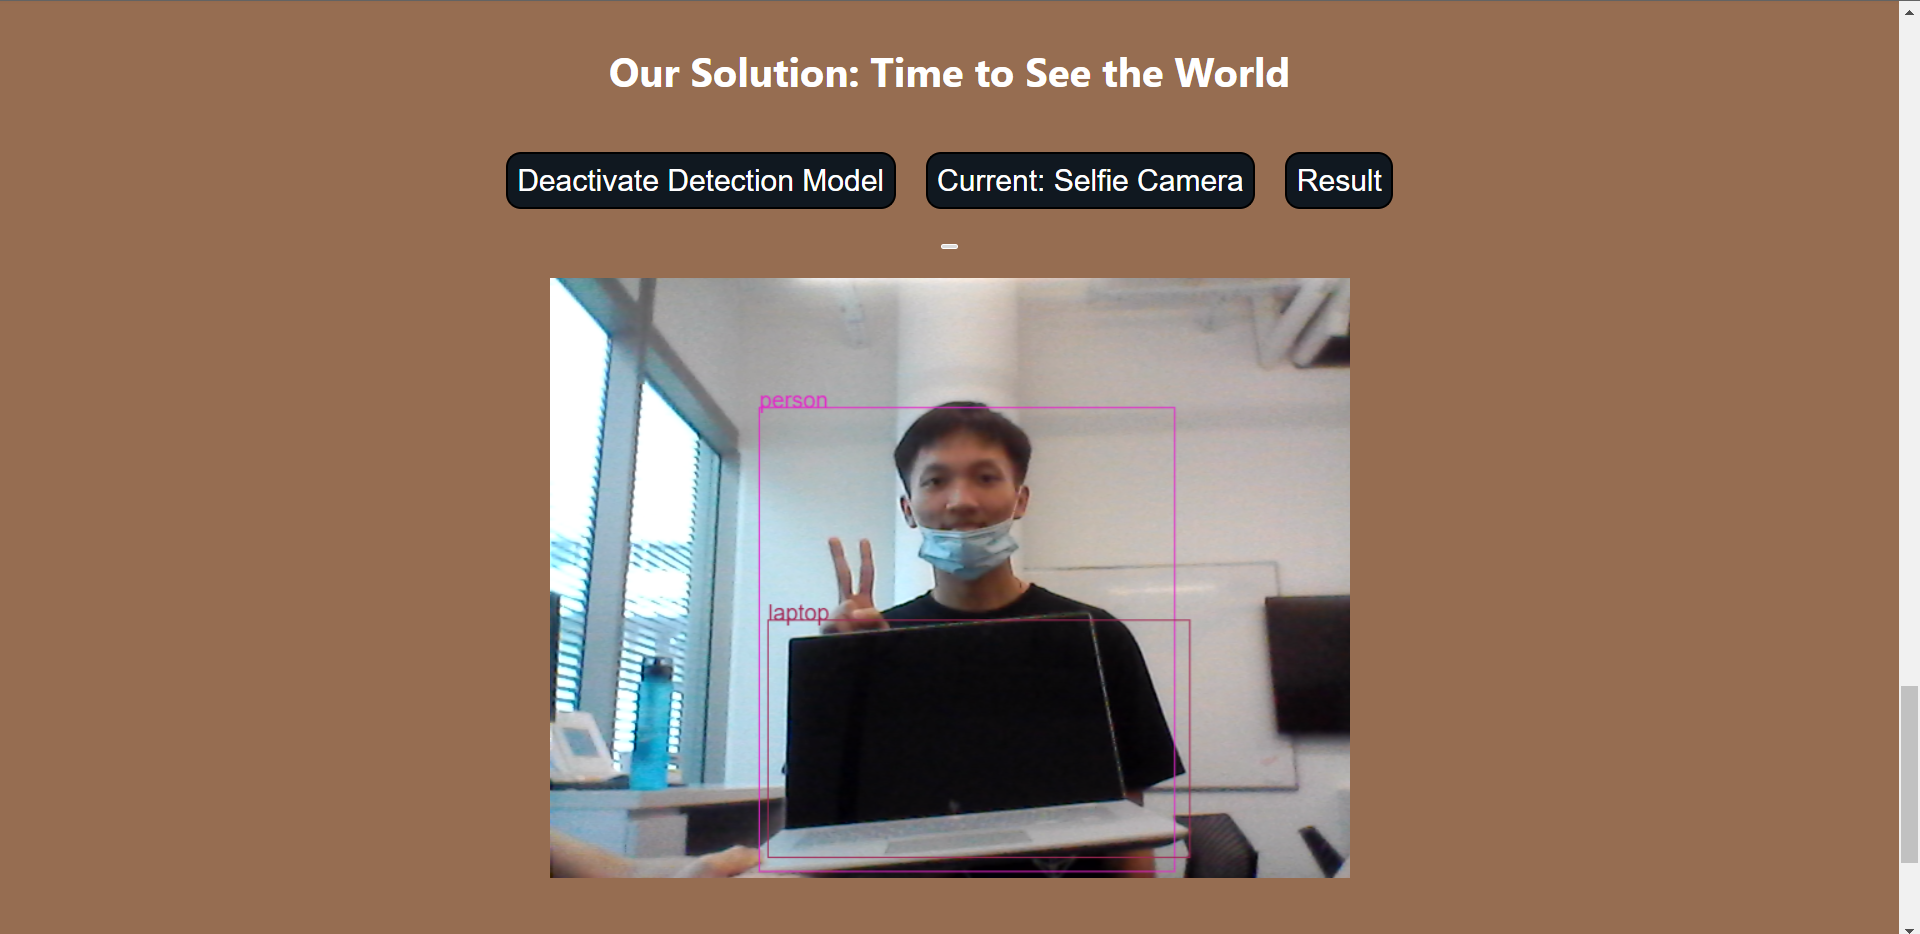 Our Solution: Time to See the World
Deactivate Detection Model Current: Selfie Camera Result
person
laptop